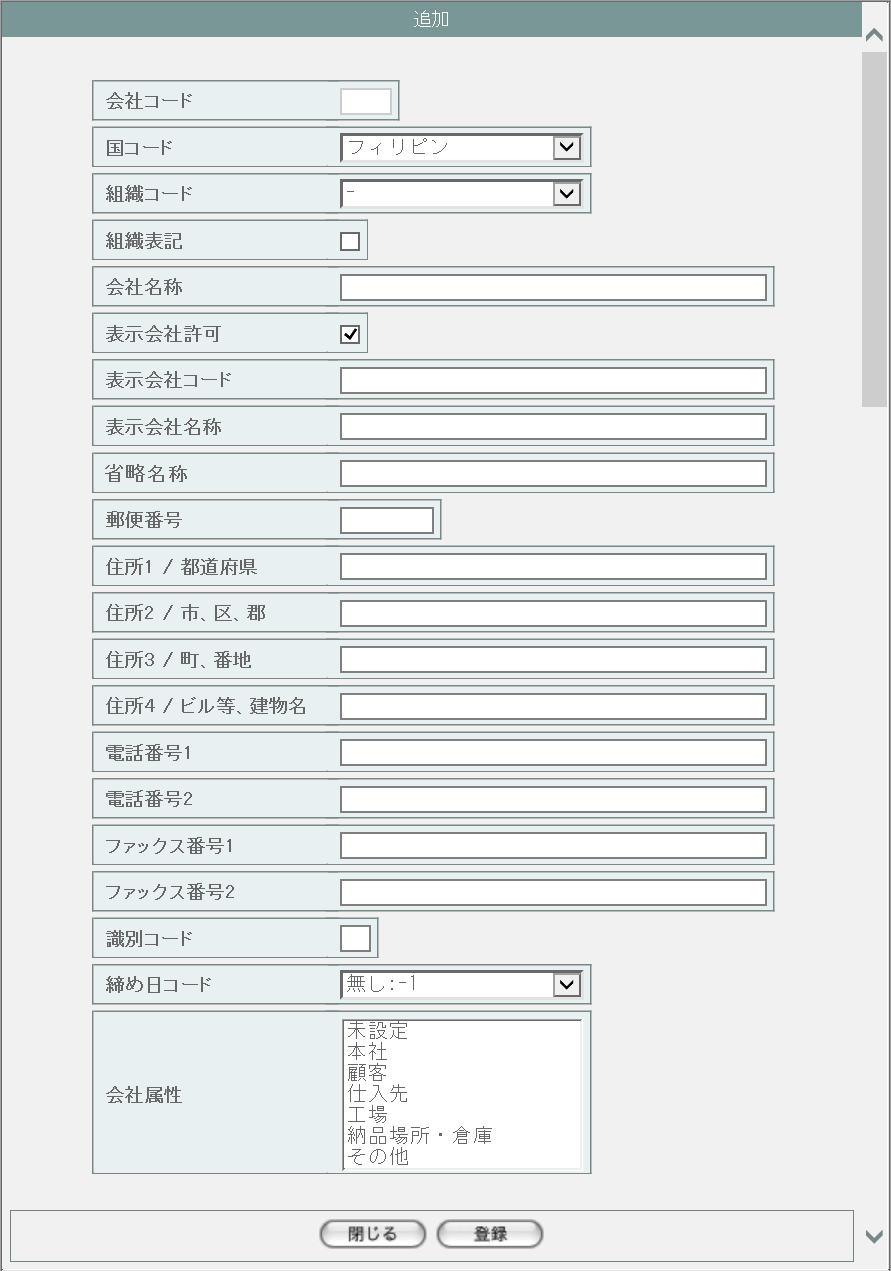 追加
会社コード
国コード フィリピン
組織コード -
組織表記
会社名称
表示会社許可
表示会社コード
表示会社名称
省略名称
郵便番号
住所1 / 都道府県
住所2 / 市、区、郡
住所3 / 町、番地
住所4 / ビル等、建物名
電話番号1
電話番号2
ファックス番号1
ファックス番号2
識別コード
締め日コード 無し:-1
会社属性
未設定
本社
顧客
仕入先
工場
納品場所・倉庫
その他
閉じる 登録